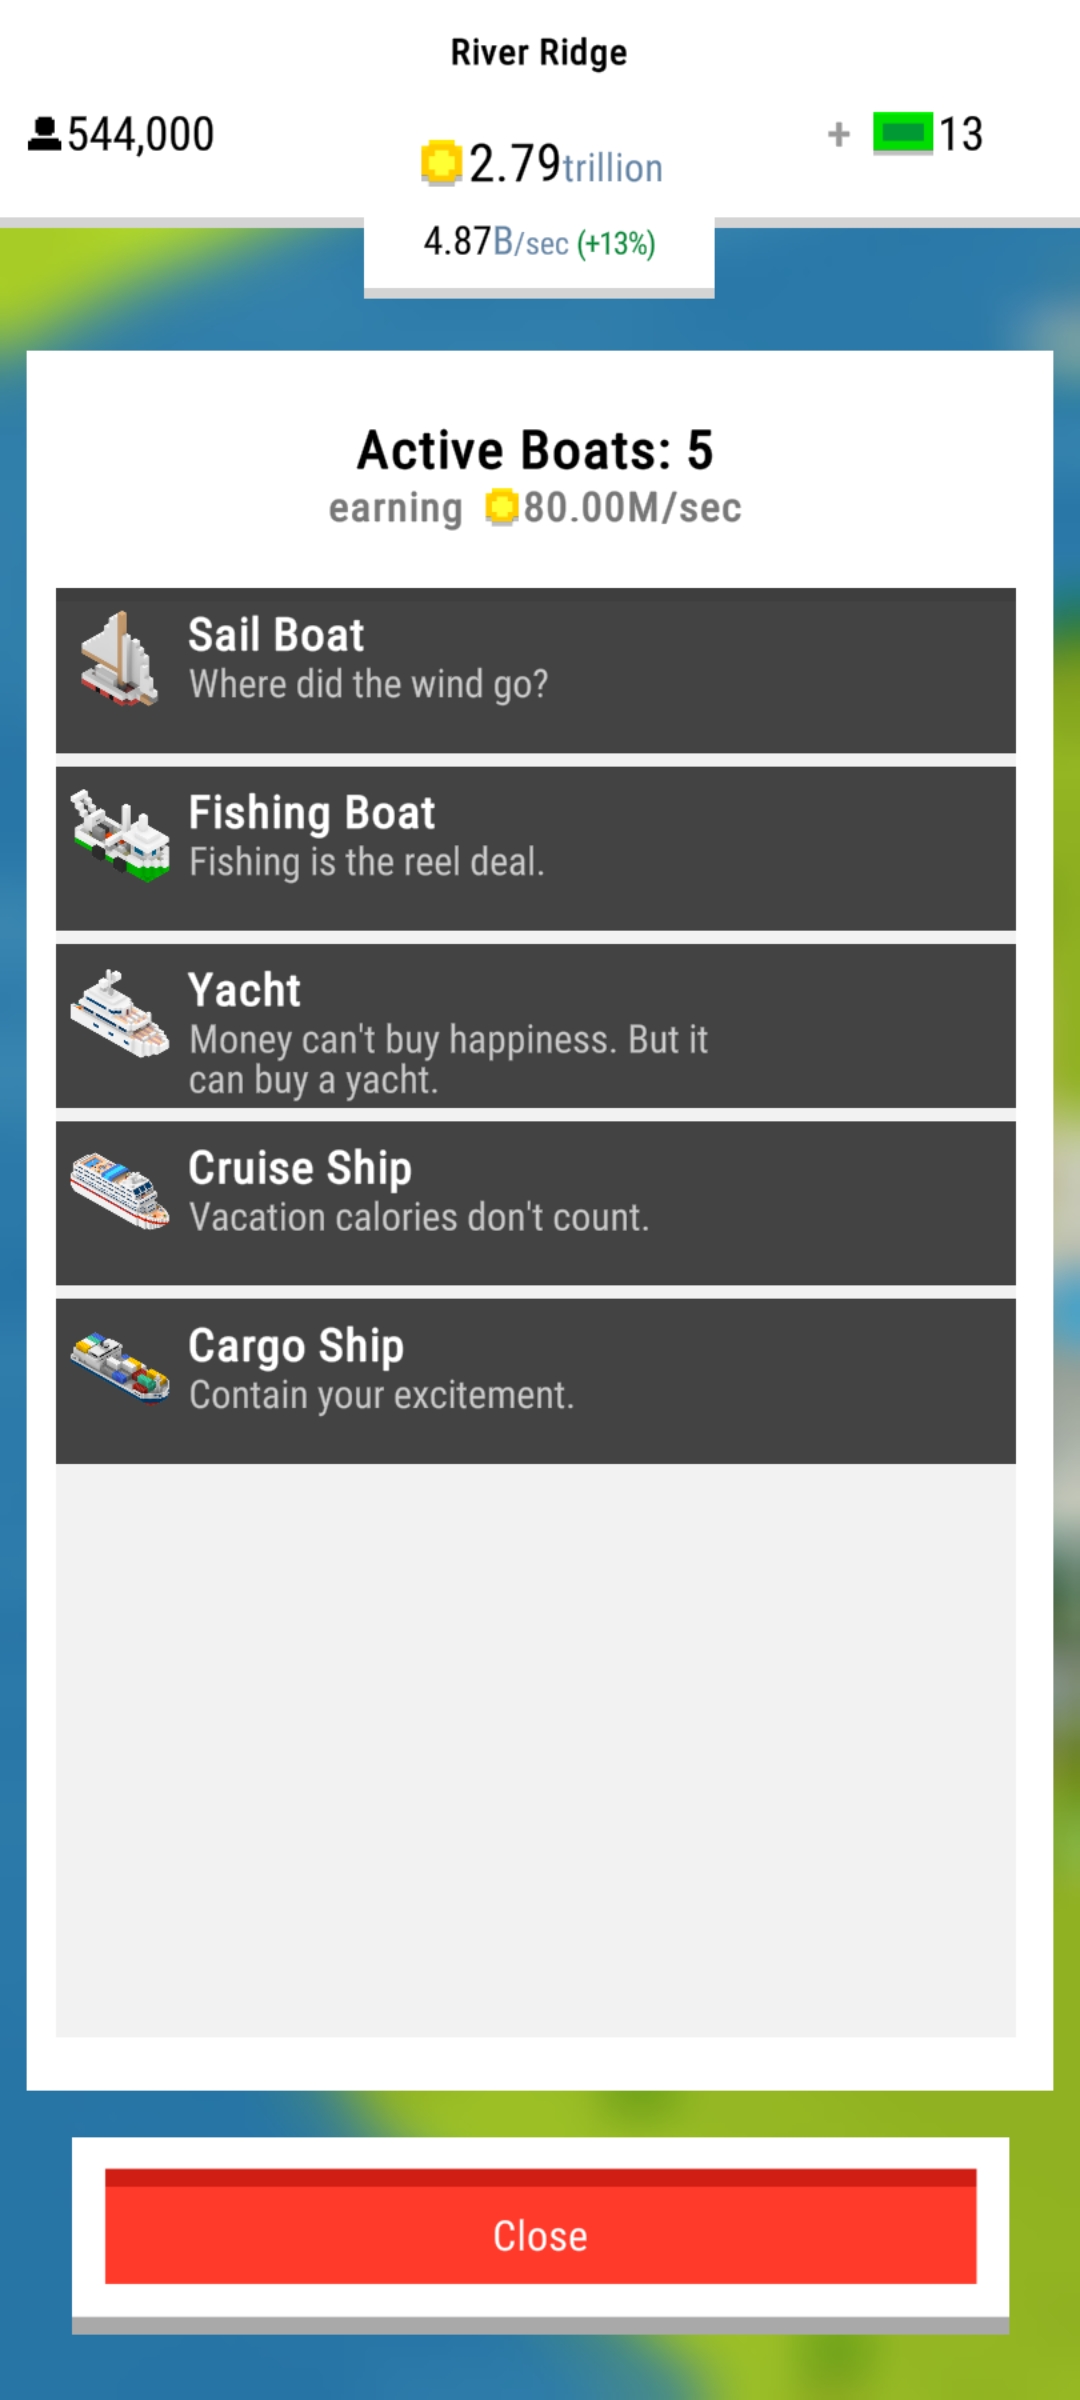 River Ridge
544,000
2.79trillion
+ 13
4.87B/sec (+13%)
Active Boats: 5
earning 80.00M/sec
Sail Boat
Where did the wind go?
Fishing Boat
Fishing is the reel deal.
Yacht
Money can't buy happiness. But it
can buy a yacht.
Cruise Ship
Vacation calories don't count.
Cargo Ship
Contain your excitement.
Close